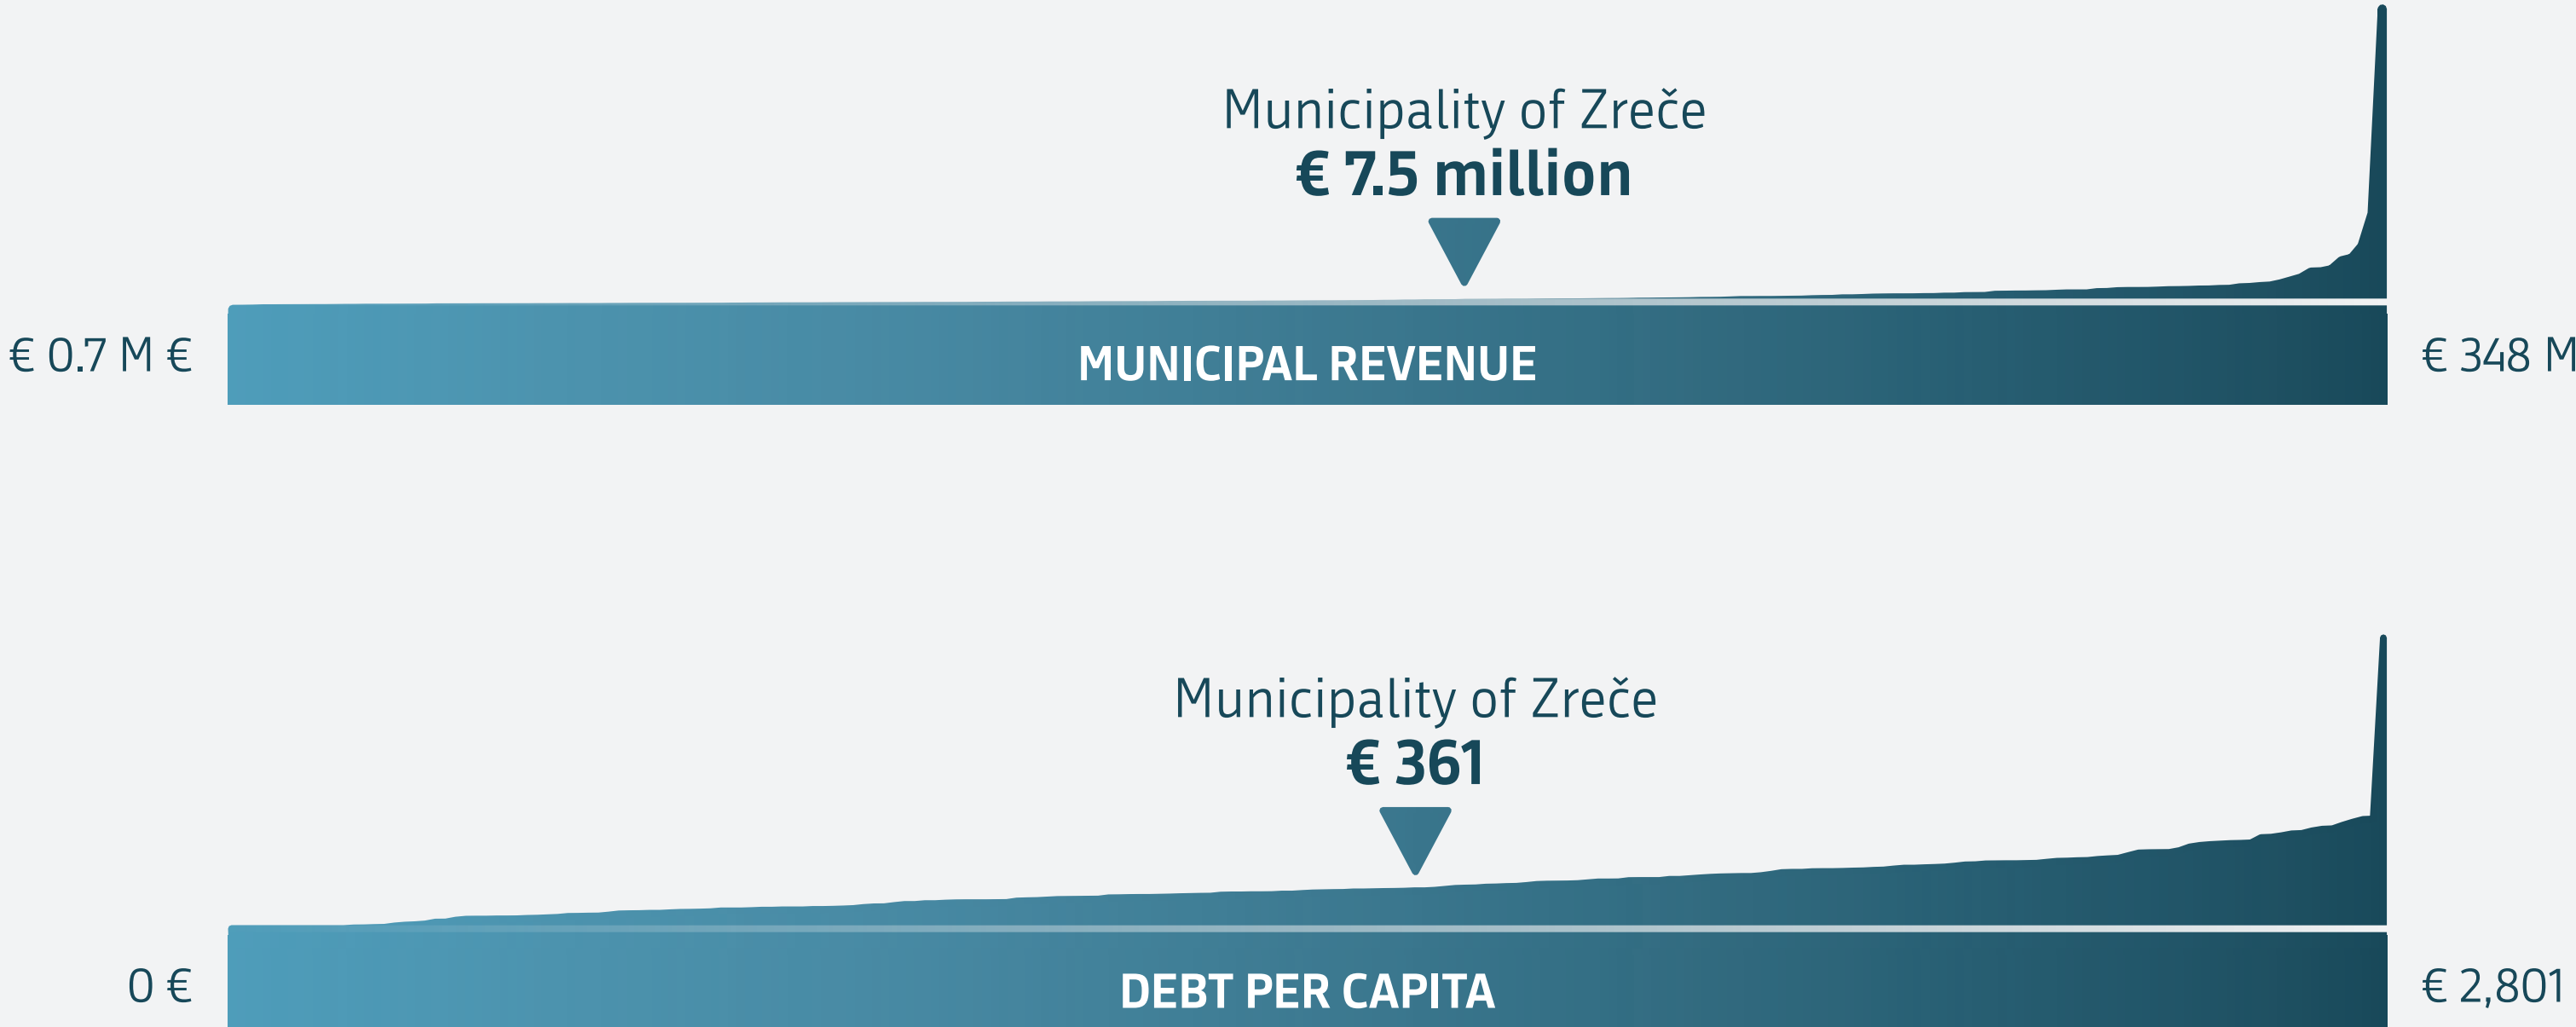 Municipality of Zreče
€ 7.5 million
€ 0.7 M €
MUNICIPAL REVENUE
€ 348 M
Municipality of Zreče
€ 361
0 €
DEBT PER CAPITA
€ 2,801